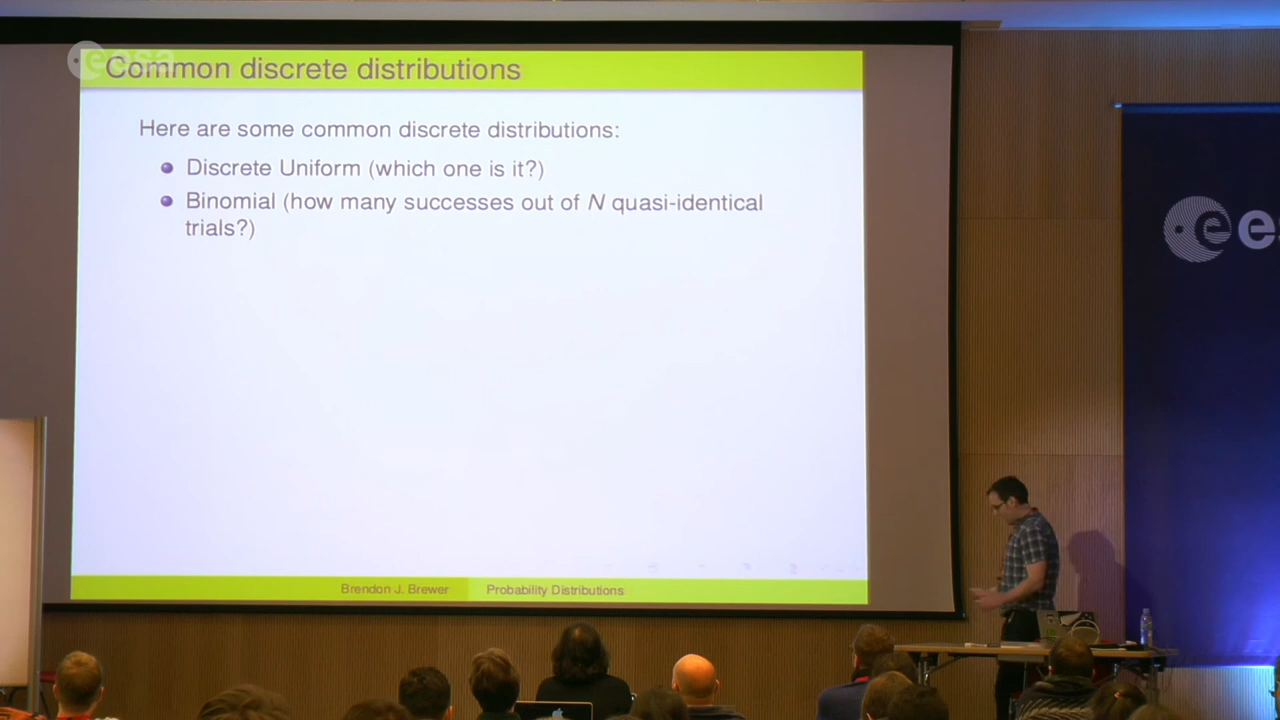 esa
Common discrete distributions
Here are some common discrete distributions:
Discrete Uniform (which one is it?)
Binomial (how many successes out of N quasi-identical
trials?)
Brendon J. Brewer
Probability Distributions